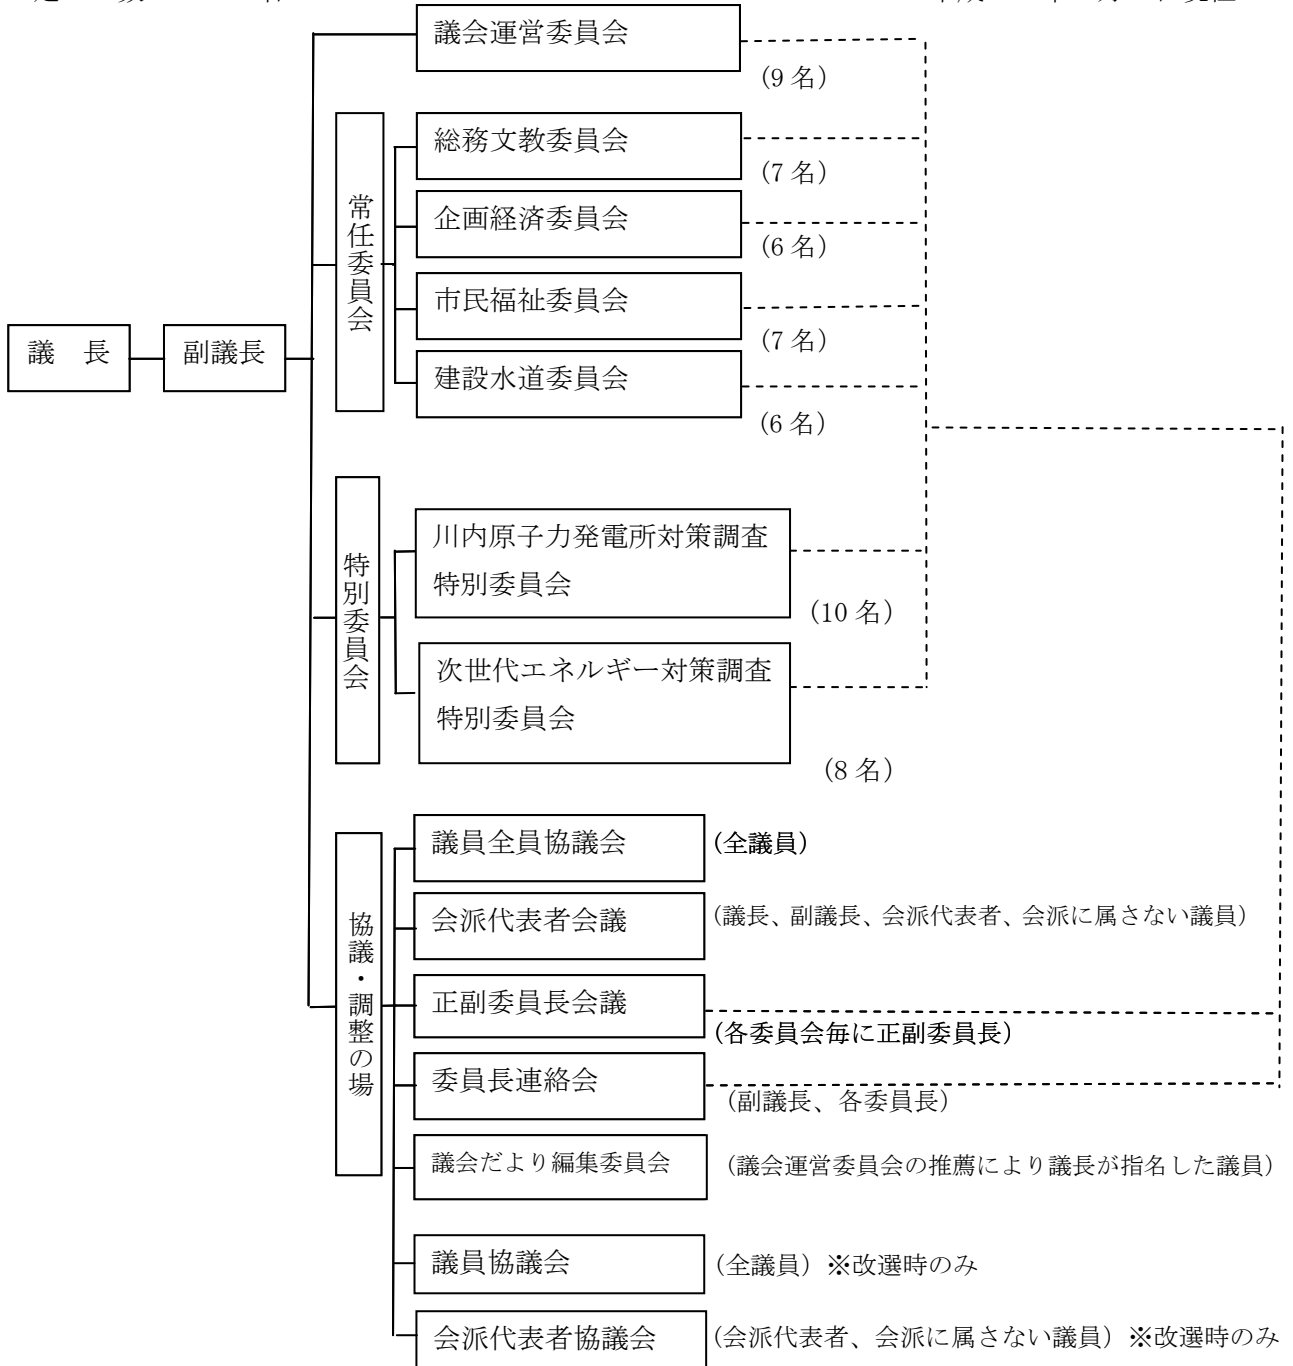 議会運営委員会
(9 名)
常任委員会
総務文教委員会
(7 名)
企画経済委員会
(6 名)
市民福祉委員会
(7 名)
建設水道委員会
(6 名)
議　長
副議長
特別委員会
川内原子力発電所対策調査
特別委員会
(10 名)
次世代エネルギー対策調査
特別委員会
(8 名)
協議・調整の場
議員全員協議会
(全議員)
会派代表者会議
(議長、副議長、会派代表者、会派に属さない議員)
正副委員長会議
(各委員会毎に正副委員長)
委員長連絡会
(副議長、各委員長)
議会だより編集委員会
(議会運営委員会の推薦により議長が指名した議員)
議員協議会
(全議員) ※改選時のみ
会派代表者協議会
(会派代表者、会派に属さない議員) ※改選時のみ